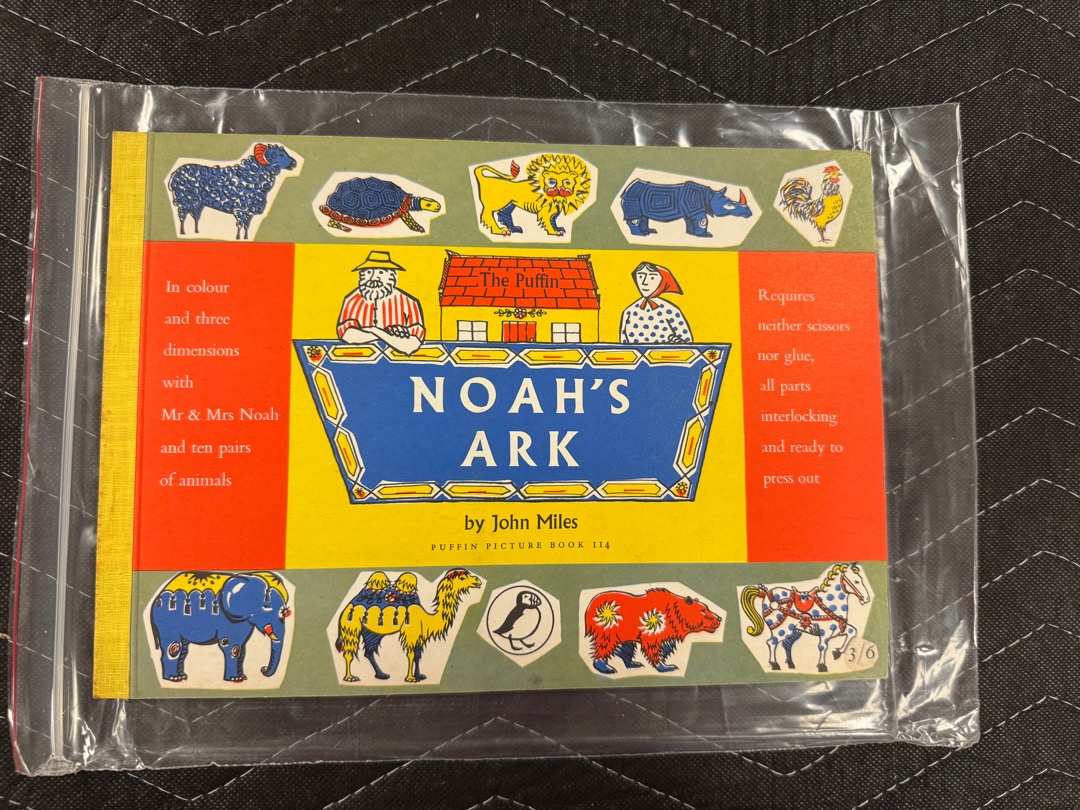 The Puffin
NOAH'S
ARK
In colour
and three
dimensions
with
Mr & Mrs Noah
and ten pairs
of animals
Requires
neither scissors
nor glue,
all parts
interlocking
and ready to
press out
by John Miles
PUFFIN PICTURE BOOK 114
3/6